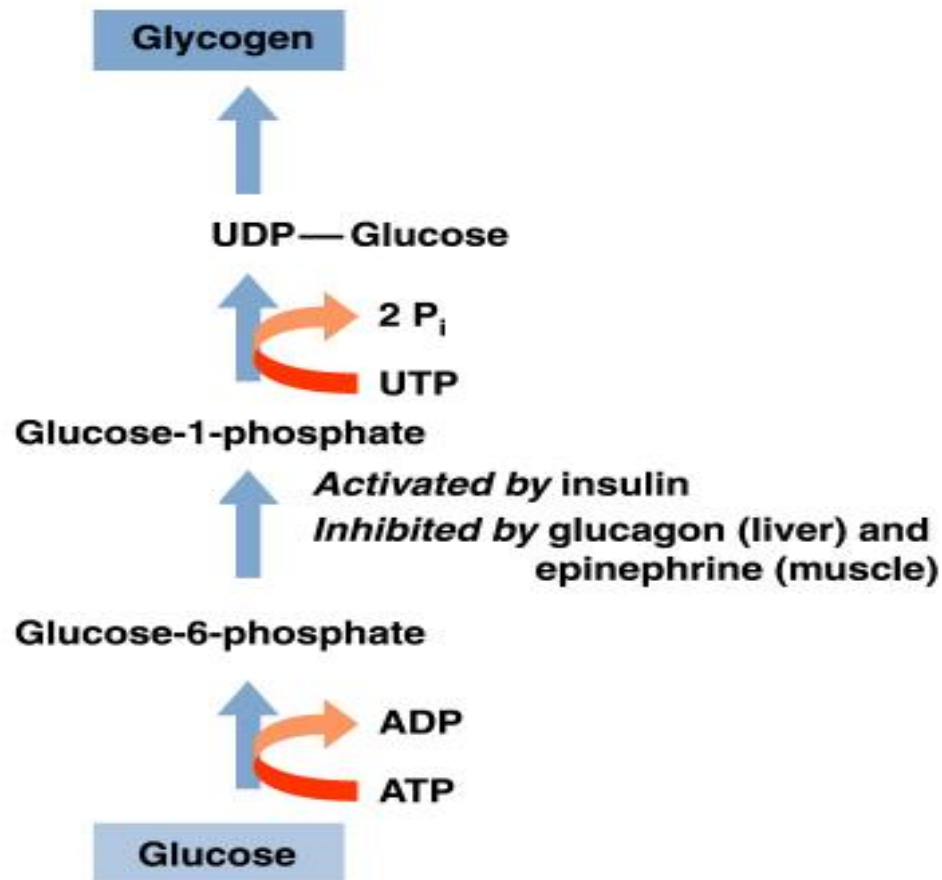 Glycogen
UDP—Glucose
2 Pi
UTP
Glucose-1-phosphate
Activated by insulin
Inhibited by glucagon (liver) and
epinephrine (muscle)
Glucose-6-phosphate
ADP
ATP
Glucose